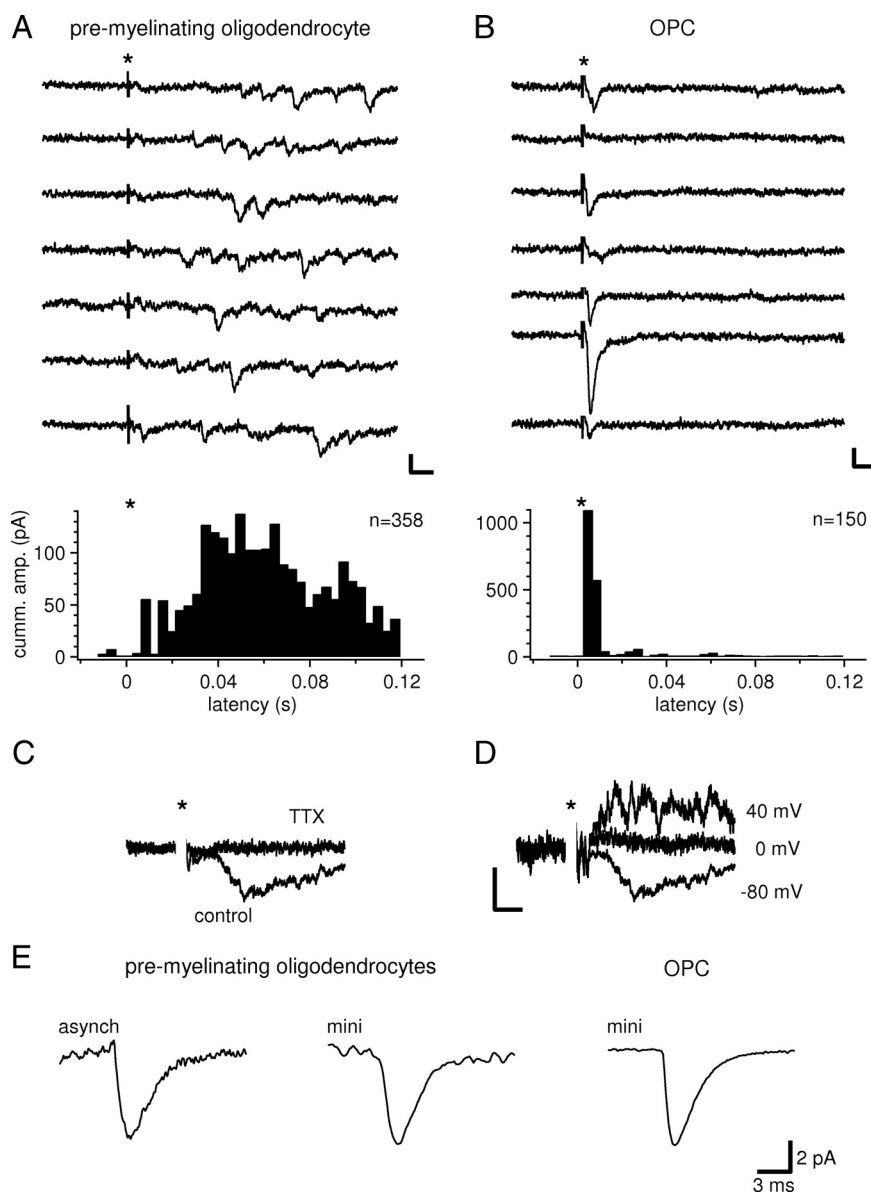 A
pre-myelinating oligodendrocyte
*
B
OPC
*
cumm. amp. (pA)
100
50
0
*
n=358
0
0.04
0.08
0.12
latency (s)
1000
500
0
*
n=150
0
0.04
0.08
0.12
latency (s)
C
*
TTX
control
D
*
40 mV
0 mV
-80 mV
E
pre-myelinating oligodendrocytes
OPC
asynch
mini
mini
2 pA
3 ms